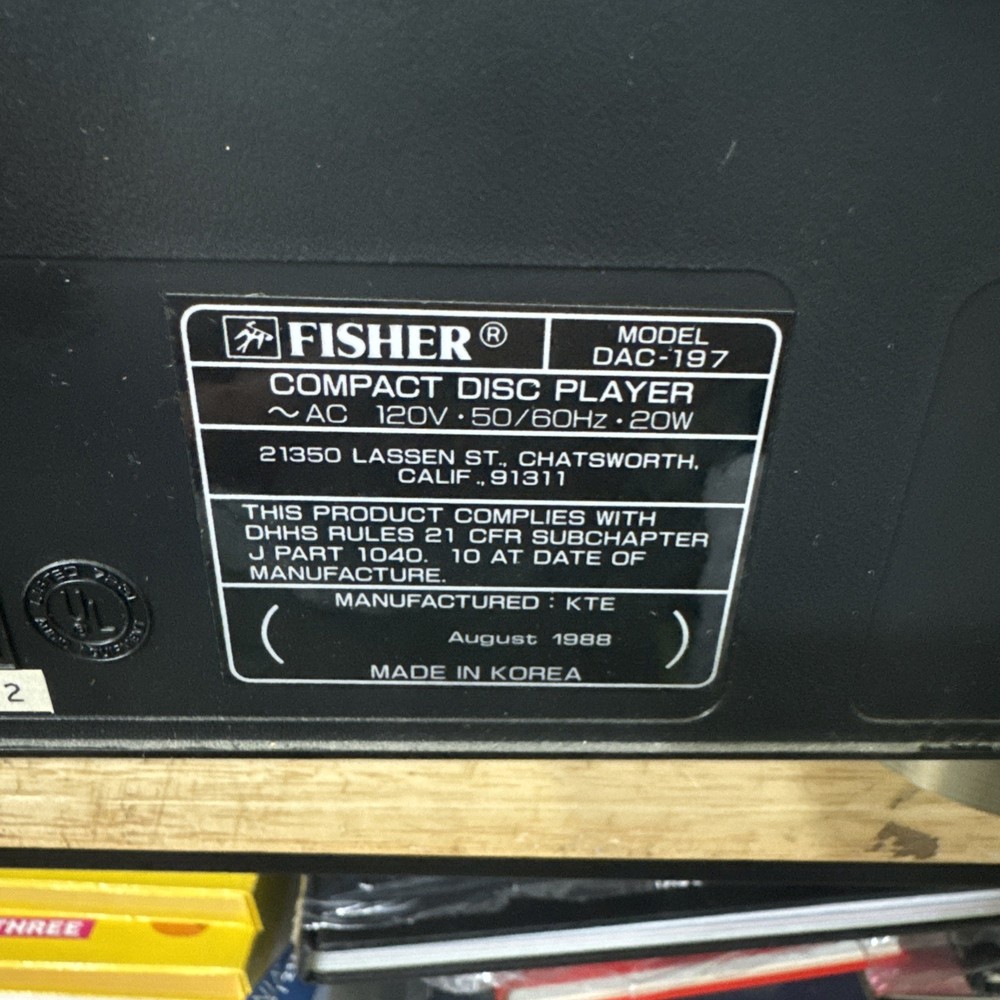 FISHER ®
MODEL
DAC-197
COMPACT DISC PLAYER
~AC 120V · 50/60Hz · 20W
21350 LASSEN ST., CHATSWORTH,
CALIF., 91311
THIS PRODUCT COMPLIES WITH
DHHS RULES 21 CFR SUBCHAPTER
J PART 1040. 10 AT DATE OF
MANUFACTURE.
MANUFACTURED : KTE
August 1988
MADE IN KOREA
UL
2
THREE